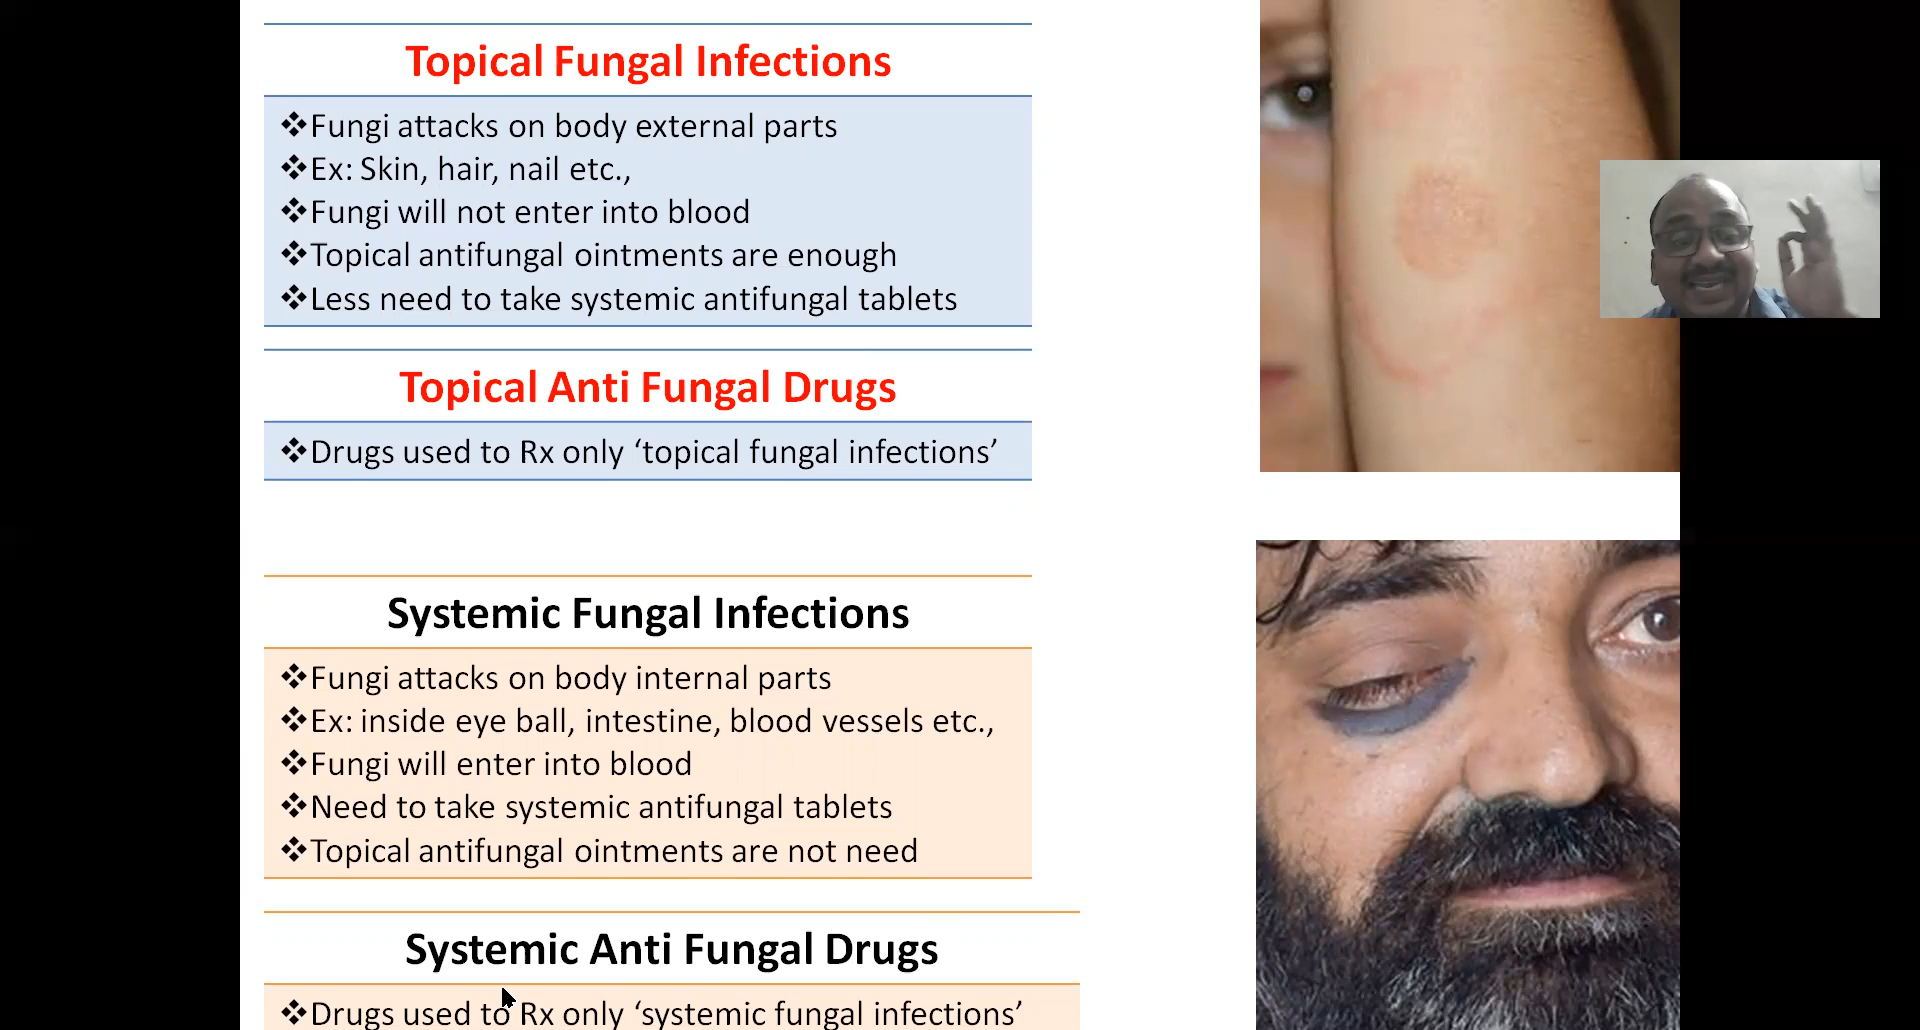 Topical Fungal Infections
❖Fungi attacks on body external parts
❖Ex: Skin, hair, nail etc.,
❖Fungi will not enter into blood
❖Topical antifungal ointments are enough
❖Less need to take systemic antifungal tablets
Topical Anti Fungal Drugs
❖Drugs used to Rx only ‘topical fungal infections’
Systemic Fungal Infections
❖Fungi attacks on body internal parts
❖Ex: inside eye ball, intestine, blood vessels etc.,
❖Fungi will enter into blood
❖Need to take systemic antifungal tablets
❖Topical antifungal ointments are not need
Systemic Anti Fungal Drugs
❖Drugs used to Rx only ‘systemic fungal infections’